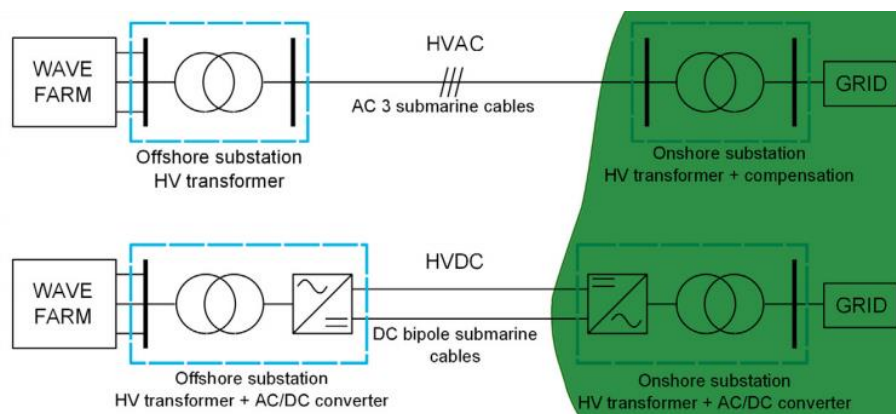 WAVE
FARM
HVAC
AC 3 submarine cables
GRID
Offshore substation
HV transformer
Onshore substation
HV transformer + compensation
WAVE
FARM
HVDC
DC bipole submarine
cables
GRID
Offshore substation
HV transformer + AC/DC converter
Onshore substation
HV transformer + AC/DC converter